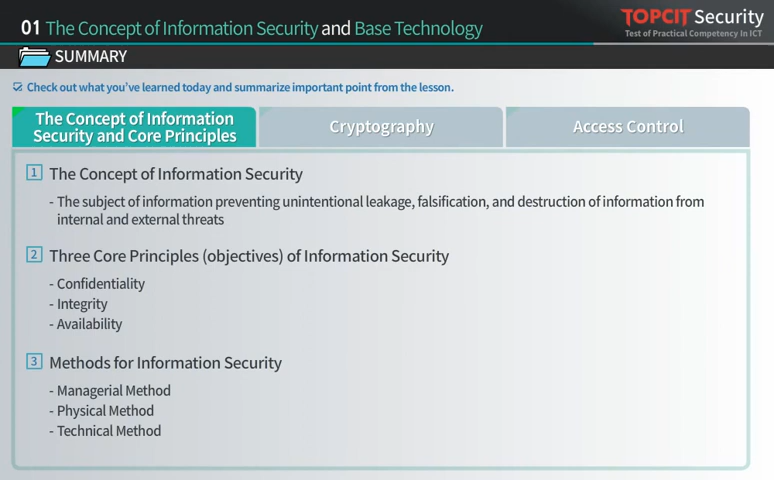 01 The Concept of Information Security and Base Technology
TOPCIT Security
Test of Practical Competency In ICT
SUMMARY
Check out what you've learned today and summarize important point from the lesson.
The Concept of Information
Security and Core Principles
Cryptography
Access Control
1 The Concept of Information Security
- The subject of information preventing unintentional leakage, falsification, and destruction of information from
internal and external threats
2 Three Core Principles (objectives) of Information Security
- Confidentiality
- Integrity
- Availability
3 Methods for Information Security
- Managerial Method
- Physical Method
- Technical Method